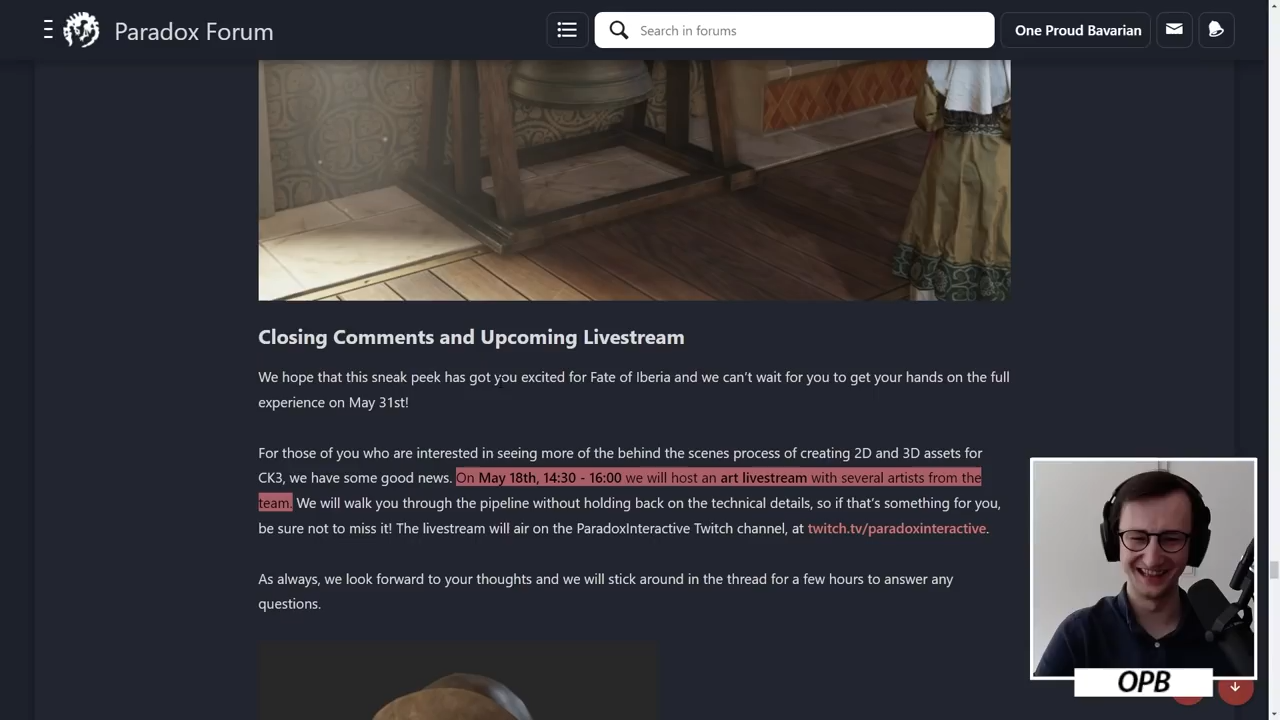 Paradox Forum
Search in forums
One Proud Bavarian
Closing Comments and Upcoming Livestream
We hope that this sneak peek has got you excited for Fate of Iberia and we can’t wait for you to get your hands on the full
experience on May 31st!
For those of you who are interested in seeing more of the behind the scenes process of creating 2D and 3D assets for
CK3, we have some good news. On May 18th, 14:30 - 16:00 we will host an art livestream with several artists from the
team. We will walk you through the pipeline without holding back on the technical details, so if that’s something for you,
be sure not to miss it! The livestream will air on the ParadoxInteractive Twitch channel, at twitch.tv/paradoxinteractive.
As always, we look forward to your thoughts and we will stick around in the thread for a few hours to answer any
questions.
OPB